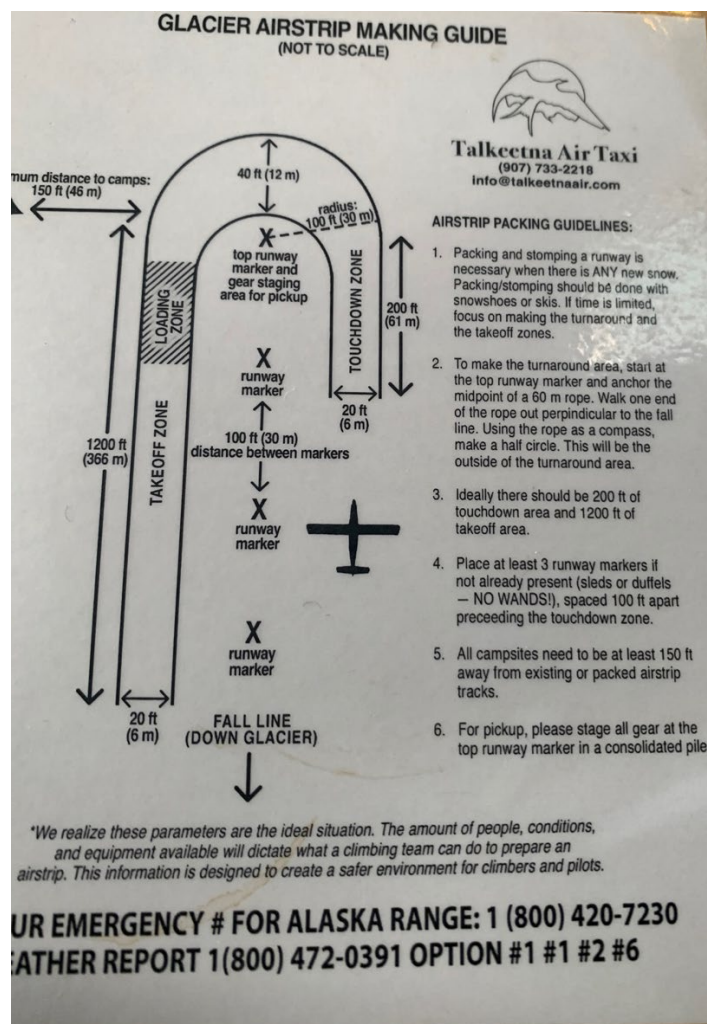 GLACIER AIRSTRIP MAKING GUIDE
(NOT TO SCALE)
Talkeetna Air Taxi
(907) 733-2218
info@talkeetnaair.com
distance to camps:
150 ft (46 m)
40 ft (12 m)
radius:
100 ft (30 m)
X
top runway
marker and
gear staging
area for pickup
LOADING
ZONE
TOUCHDOWN ZONE
200 ft
(61 m)
X
runway
marker
20 ft
(6 m)
100 ft (30 m)
distance between markers
1200 ft
(366 m)
TAKEOFF ZONE
X
runway
marker
X
runway
marker
20 ft
(6 m)
FALL LINE
(DOWN GLACIER)
AIRSTRIP PACKING GUIDELINES:
1. Packing and stomping a runway is
necessary when there is ANY new snow.
Packing/stomping should be done with
snowshoes or skis. If time is limited,
focus on making the turnaround and
the takeoff zones.
2. To make the turnaround area, start at
the top runway marker and anchor the
midpoint of a 60 m rope. Walk one end
of the rope out perpindicular to the fall
line. Using the rope as a compass,
make a half circle. This will be the
outside of the turnaround area.
3. Ideally there should be 200 ft of
touchdown area and 1200 ft of
takeoff area.
4. Place at least 3 runway markers if
not already present (sleds or duffels
— NO WANDS!), spaced 100 ft apart
preceeding the touchdown zone.
5. All campsites need to be at least 150 ft
away from existing or packed airstrip
tracks.
6. For pickup, please stage all gear at the
top runway marker in a consolidated pile
*We realize these parameters are the ideal situation. The amount of people, conditions,
and equipment available will dictate what a climbing team can do to prepare an
airstrip. This information is designed to create a safer environment for climbers and pilots.
EMERGENCY # FOR ALASKA RANGE: 1 (800) 420-7230
REPORT 1(800) 472-0391 OPTION #1 #1 #2 #6